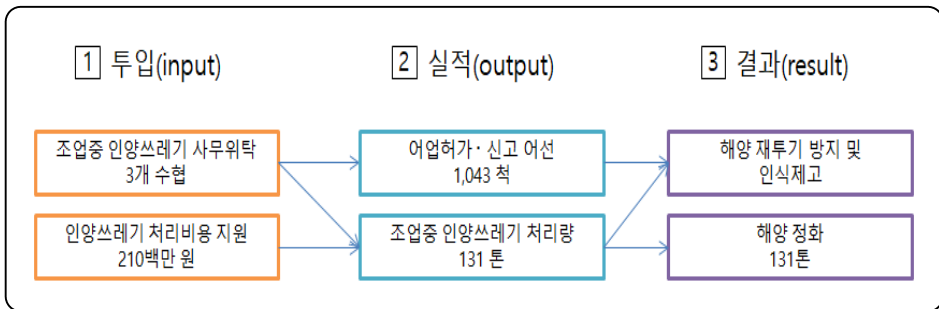 1 투입(input)
2 실적(output)
3 결과(result)
조업중 인양쓰레기 사무위탁
3개 수협
어업허가· 신고 어선
1,043 척
해양 재투기 방지 및
인식제고
인양쓰레기 처리비용 지원
210백만 원
조업중 인양쓰레기 처리량
131 톤
해양 정화
131톤